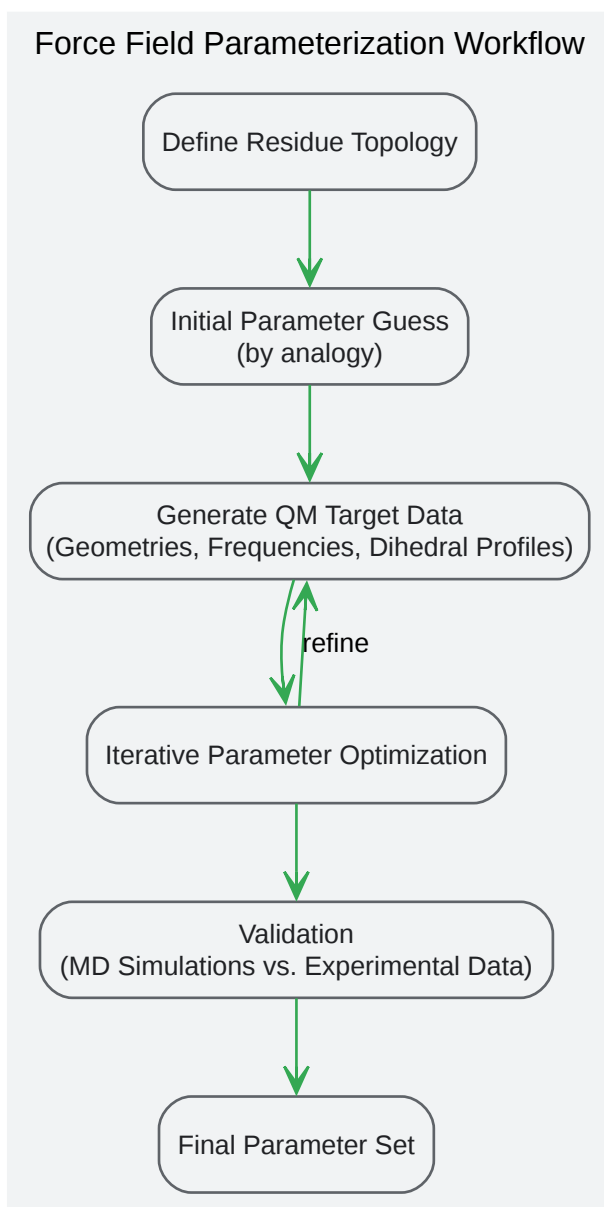 Force Field Parameterization Workflow
Define Residue Topology
Initial Parameter Guess
(by analogy)
Generate QM Target Data
(Geometries, Frequencies, Dihedral Profiles)
refine
Iterative Parameter Optimization
Validation
(MD Simulations vs. Experimental Data)
Final Parameter Set